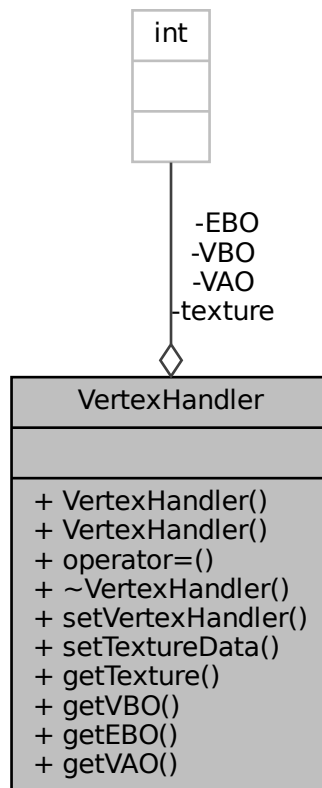 int
-EBO
-VBO
-VAO
-texture
VertexHandler
+ VertexHandler()
+ VertexHandler()
+ operator=()
+ ~VertexHandler()
+ setVertexHandler()
+ setTextureData()
+ getTexture()
+ getVBO()
+ getEBO()
+ getVAO()